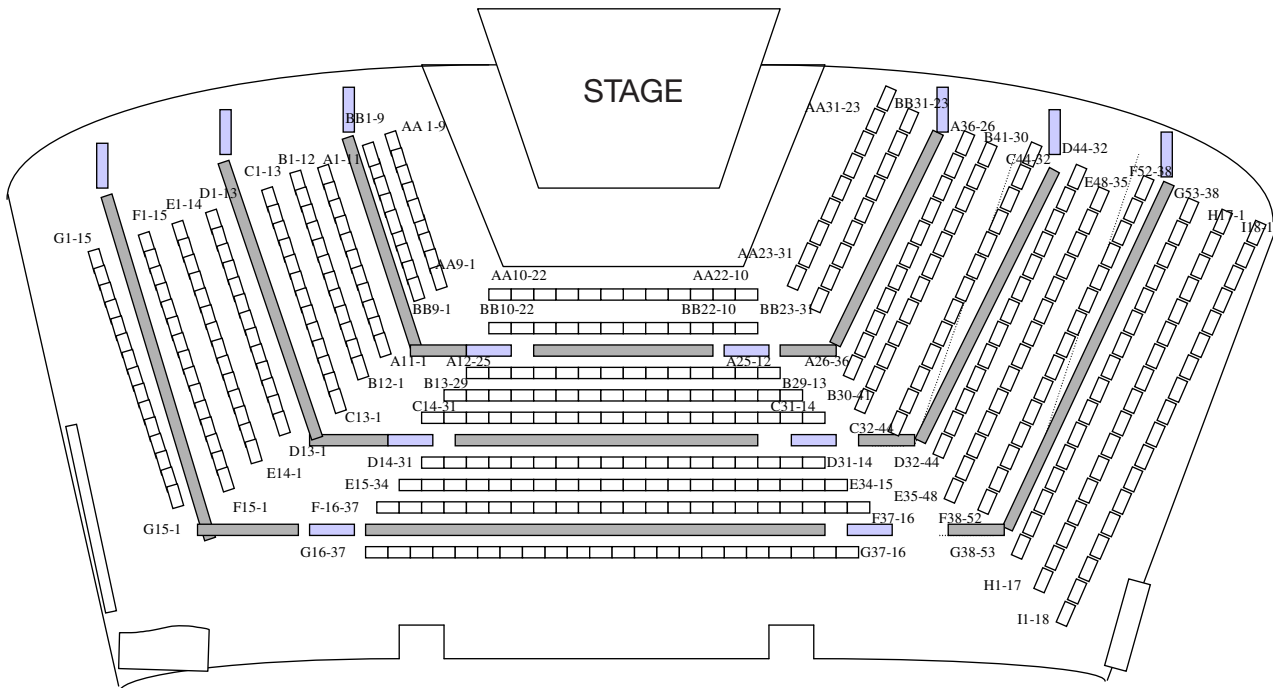 STAGE
BB1-9
AA 1-9
B1-12
A1-11
C1-13
D1-13
E1-14
F1-15
G1-15
AA31-23
BB31-23
A36-26
B41-30
C44-32
D44-32
E48-35
F52-38
G53-38
H17-1
I18-1
AA9-1
BB9-1
AA10-22
AA22-10
AA23-31
BB10-22
BB22-10
BB23-31
A11-1
A12-25
A25-12
A26-36
B12-1
B13-29
B29-13
B30-41
C13-1
C14-31
C31-14
C32-44
D13-1
D14-31
D31-14
D32-44
E14-1
E15-34
E34-15
E35-48
F15-1
F-16-37
F37-16
F38-52
G15-1
G16-37
G37-16
G38-53
H1-17
I1-18